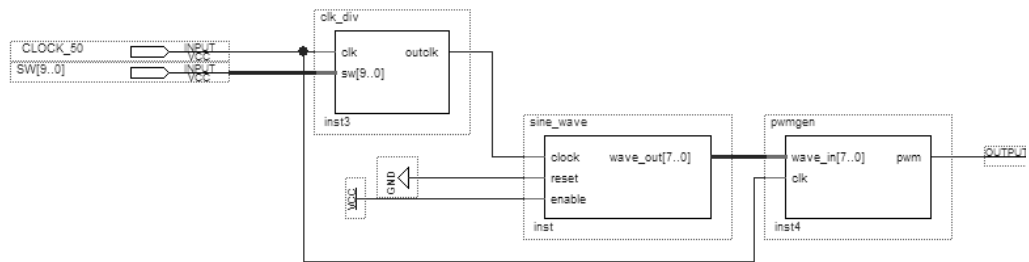 clk_div
CLOCK_50
INPUT
VCC
SW[9..0]
INPUT
VCC
clk
outclk
sw[9..0]
inst3
sine_wave
clock
wave_out[7..0]
reset
enable
inst
GND
VCC
pwmgen
wave_in[7..0]
pwm
clk
inst4
OUTPUT